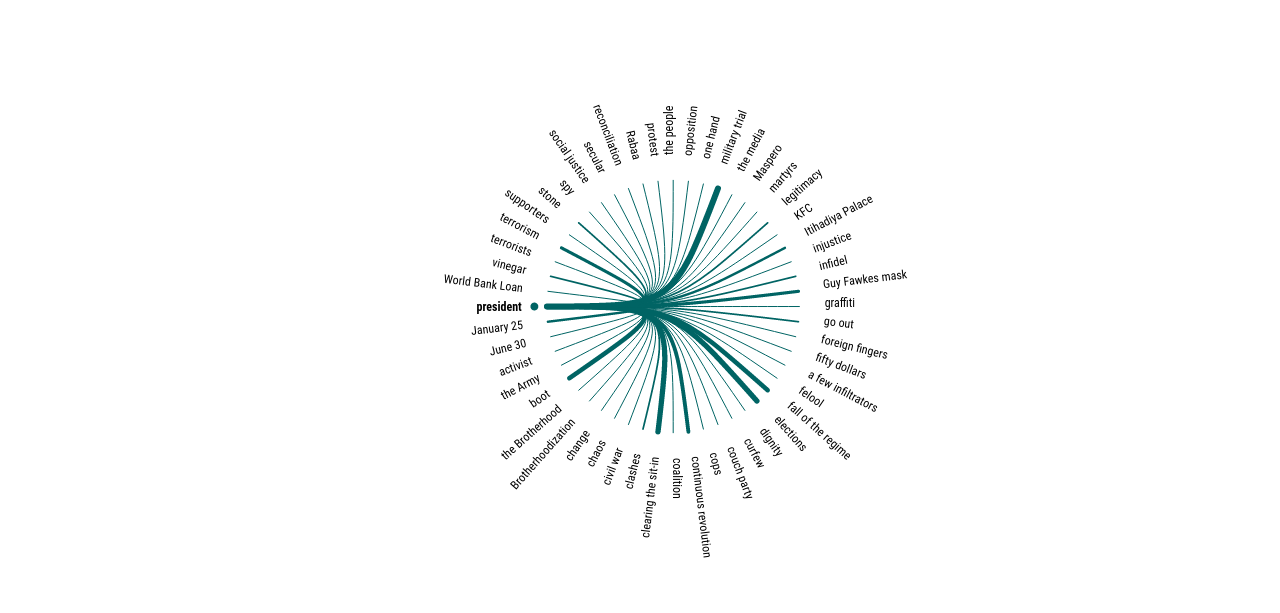 president
World Bank Loan
vinegar
terrorists
terrorism
supporters
stone
spy
social justice
secular
reconciliation
Rabaa
protest
the people
opposition
one hand
military trial
the media
Maspero
martyrs
legitimacy
KFC
Itihadiya Palace
injustice
infidel
Guy Fawkes mask
graffiti
go out
foreign fingers
fifty dollars
a few infiltrators
felool
fall of the regime
elections
dignity
curfew
couch party
cops
continuous revolution
coalition
clearing the sit-in
clashes
civil war
chaos
change
Brotherhoodization
the Brotherhood
boot
the Army
activist
June 30
January 25